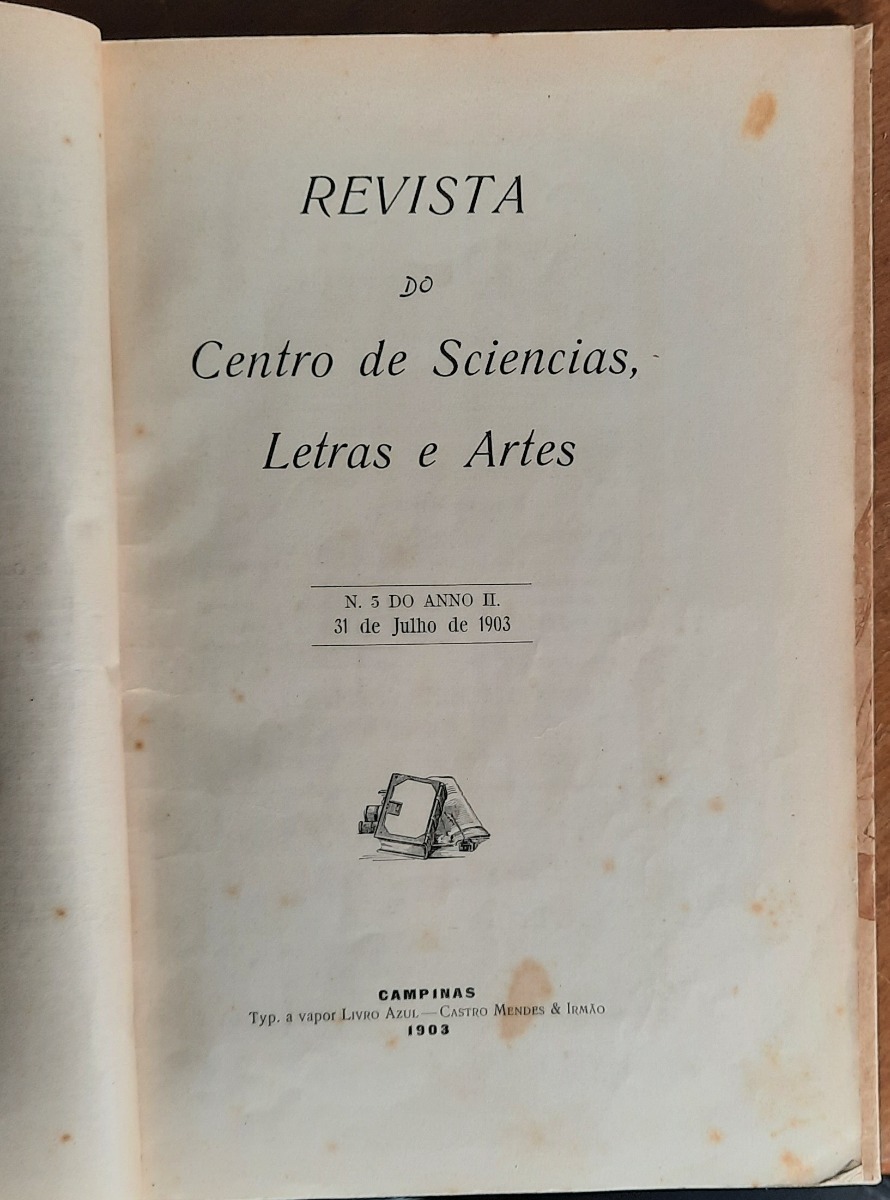 REVISTA
DO
Centro de Sciencias,
Letras e Artes
N. 5 DO ANNO II.
31 de Julho de 1903
CAMPINAS
Typ. a vapor LIVRO AZUL—CASTRO MENDES & IRMÃO
1903